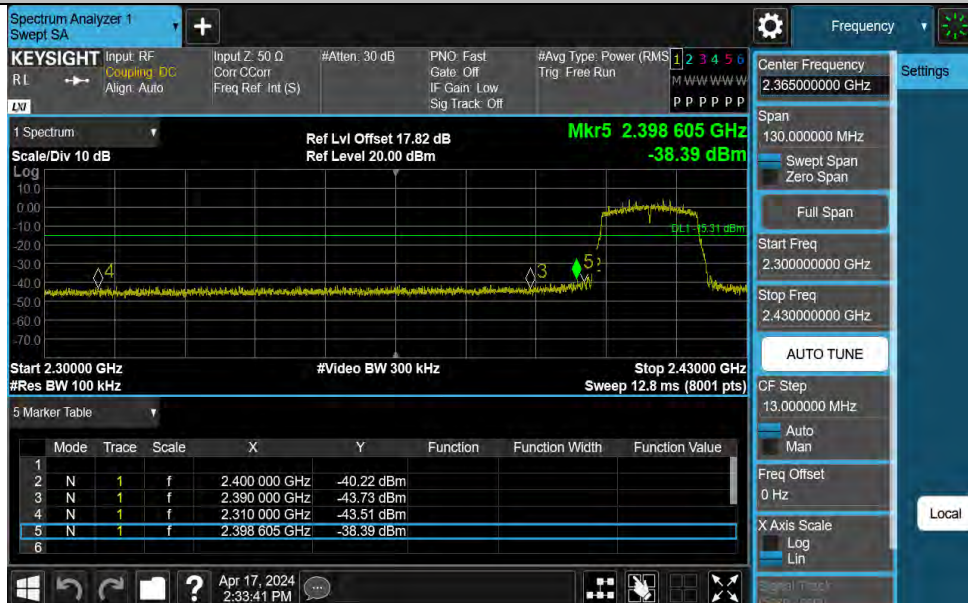 Spectrum Analyzer 1
Swept SA
+
Frequency
KEYSIGHT
RL
LXI
Input: RF
Coupling: DC
Align: Auto
Input Z: 50 Ω
Corr CCorr
Freq Ref: Int (S)
#Atten: 30 dB
PNO: Fast
Gate: Off
IF Gain: Low
Sig Track: Off
#Avg Type: Power (RMS
Trig: Free Run
1 2 3 4 5 6
M W W W W W
P P P P P P
1 Spectrum
Scale/Div 10 dB
Ref Lvl Offset 17.82 dB
Ref Level 20.00 dBm
Mkr5 2.398 605 GHz
-38.39 dBm
Log
10.0
0.00
-10.0
-20.0
-30.0
-40.0
-50.0
-60.0
-70.0
DL1 -15.31 dBm
4
3
5
Start 2.30000 GHz
#Video BW 300 kHz
Stop 2.43000 GHz
#Res BW 100 kHz
Sweep 12.8 ms (8001 pts)
5 Marker Table
Mode Trace Scale X Y Function Function Width Function Value
1
2 N 1 f 2.400 000 GHz -40.22 dBm
3 N 1 f 2.390 000 GHz -43.73 dBm
4 N 1 f 2.310 000 GHz -43.51 dBm
5 N 1 f 2.398 605 GHz -38.39 dBm
6
?
Apr 17, 2024
2:33:41 PM
Center Frequency
2.365000000 GHz
Span
130.000000 MHz
Swept Span
Zero Span
Full Span
Start Freq
2.300000000 GHz
Stop Freq
2.430000000 GHz
AUTO TUNE
CF Step
13.000000 MHz
Auto
Man
Freq Offset
0 Hz
X Axis Scale
Log
Lin
Signal Track
Settings
Local